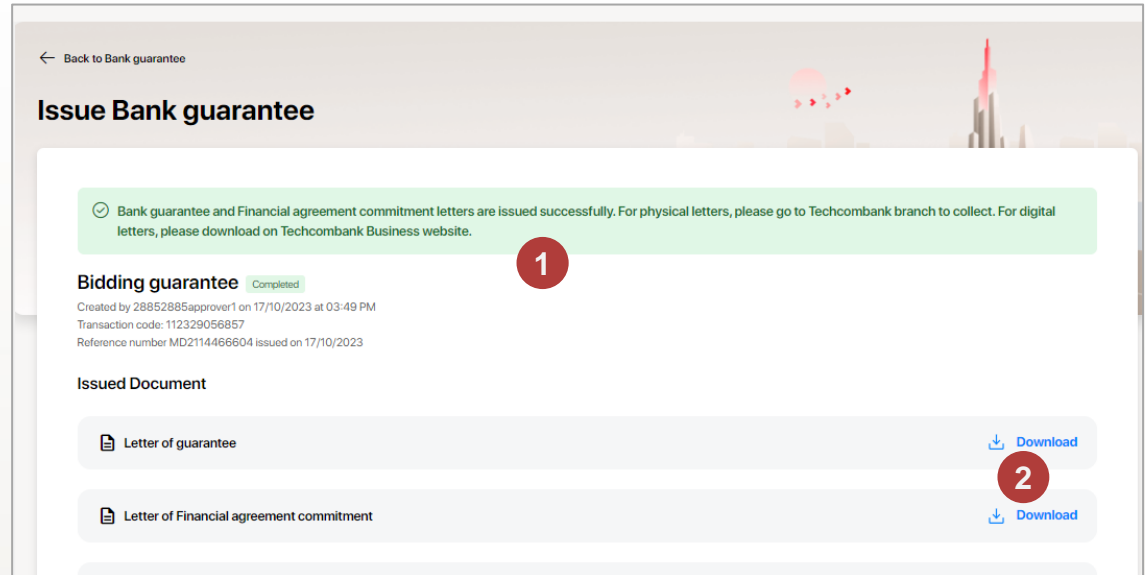 Back to Bank guarantee
Issue Bank guarantee
Bank guarantee and Financial agreement commitment letters are issued successfully. For physical letters, please go to Techcombank branch to collect. For digital
letters, please download on Techcombank Business website.
1
Bidding guarantee Completed
Created by 28852885approver1 on 17/10/2023 at 03:49 PM
Transaction code: 112329056857
Reference number MD2114466604 issued on 17/10/2023
Issued Document
Letter of guarantee Download
2
Letter of Financial agreement commitment Download